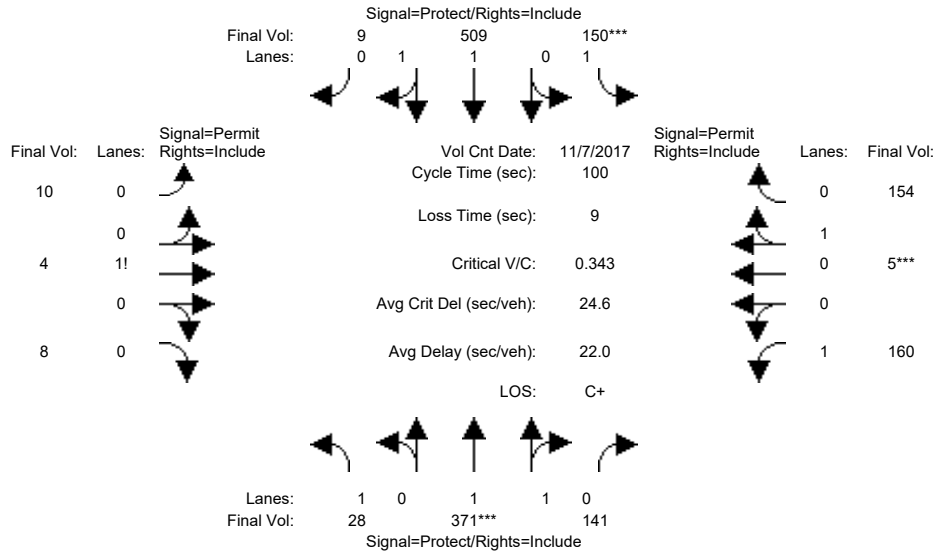 Signal=Protect/Rights=Include
Final Vol: 9 509 150***
Lanes: 0 1 1 0 1
Signal=Permit
Final Vol: Lanes: Rights=Include
Vol Cnt Date: 11/7/2017
Signal=Permit
Rights=Include Lanes: Final Vol:
Cycle Time (sec): 100
10 0
0 154
Loss Time (sec): 9
0
1
4 1!
Critical V/C: 0.343
0 5***
0
Avg Crit Del (sec/veh): 24.6
0
8 0
Avg Delay (sec/veh): 22.0
1 160
LOS: C+
Lanes: 1 0 1 1 0
Final Vol: 28 371*** 141
Signal=Protect/Rights=Include